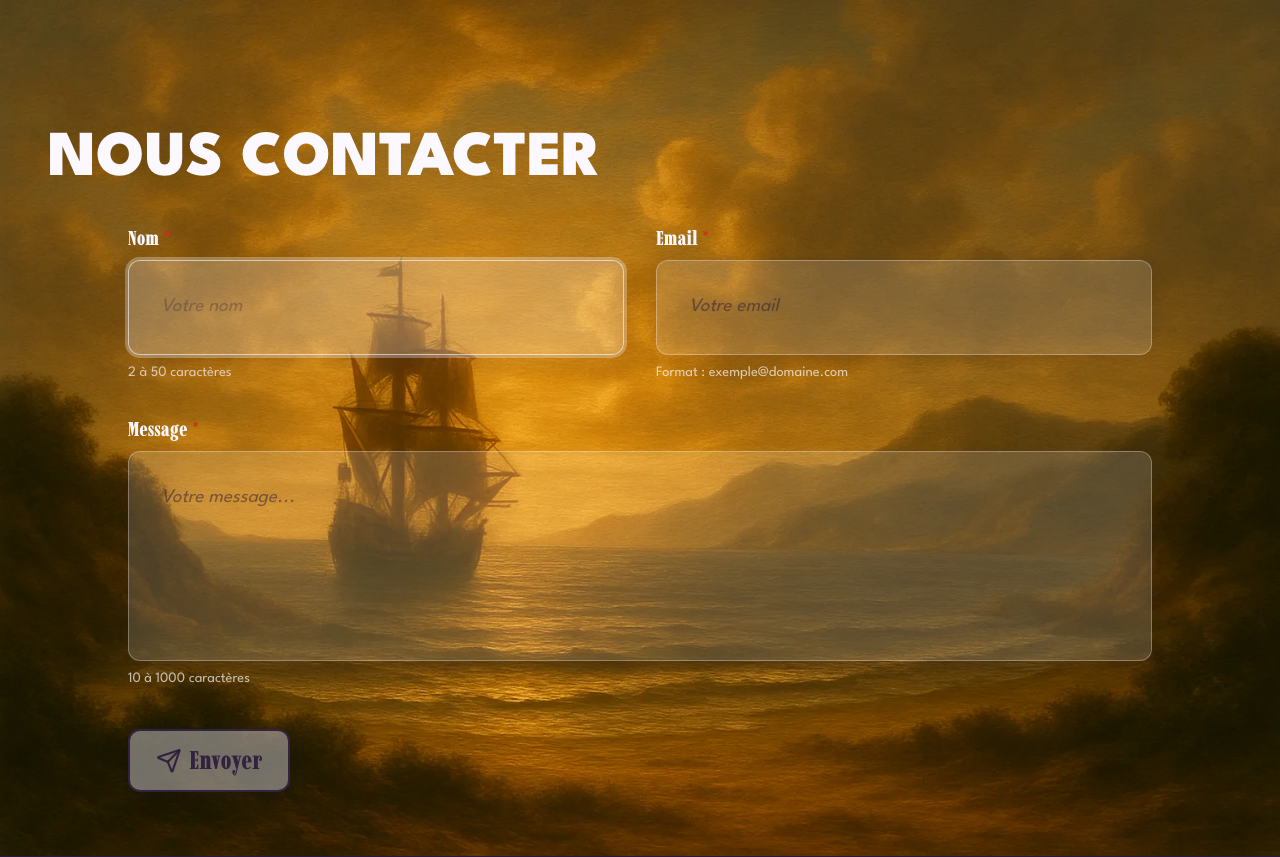 NOUS CONTACTER
Nom *
Email *
Votre nom
Votre email
2 à 50 caractères
Format : exemple@domaine.com
Message *
Votre message...
10 à 1000 caractères
Envoyer